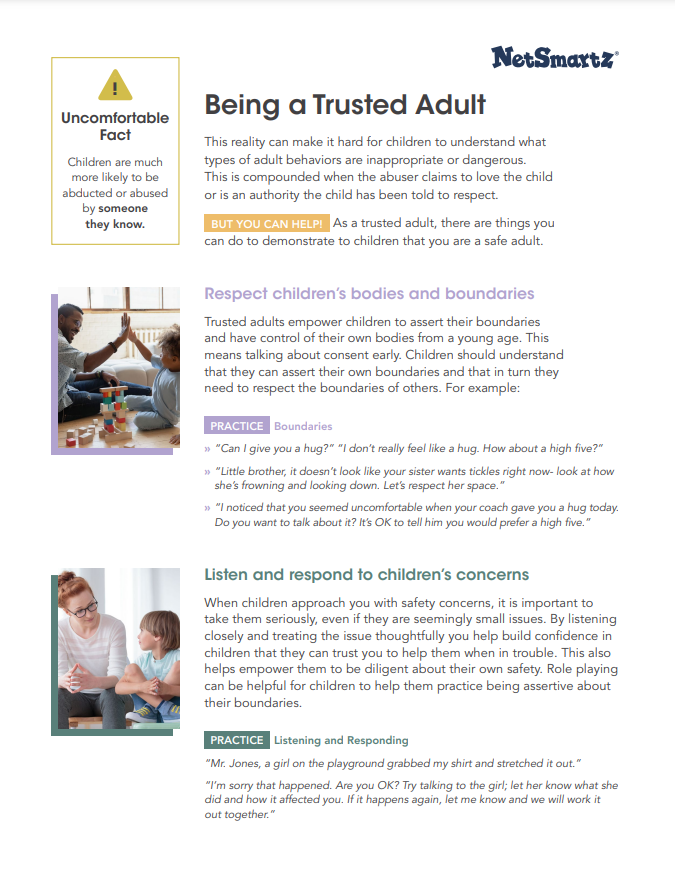 NetSmartz®
!
Uncomfortable
Fact
Children are much
more likely to be
abducted or abused
by someone
they know.
Being a Trusted Adult
This reality can make it hard for children to understand what
types of adult behaviors are inappropriate or dangerous.
This is compounded when the abuser claims to love the child
or is an authority the child has been told to respect.
BUT YOU CAN HELP! As a trusted adult, there are things you
can do to demonstrate to children that you are a safe adult.
Respect children's bodies and boundaries
Trusted adults empower children to assert their boundaries
and have control of their own bodies from a young age. This
means talking about consent early. Children should understand
that they can assert their own boundaries and that in turn they
need to respect the boundaries of others. For example:
PRACTICE Boundaries
» "Can I give you a hug?" "I don't really feel like a hug. How about a high five?"
» "Little brother, it doesn't look like your sister wants tickles right now- look at how
she's frowning and looking down. Let's respect her space."
» "I noticed that you seemed uncomfortable when your coach gave you a hug today.
Do you want to talk about it? It's OK to tell him you would prefer a high five."
Listen and respond to children's concerns
When children approach you with safety concerns, it is important to
take them seriously, even if they are seemingly small issues. By listening
closely and treating the issue thoughtfully you help build confidence in
children that they can trust you to help them when in trouble. This also
helps empower them to be diligent about their own safety. Role playing
can be helpful for children to help them practice being assertive about
their boundaries.
PRACTICE Listening and Responding
"Mr. Jones, a girl on the playground grabbed my shirt and stretched it out."
"I'm sorry that happened. Are you OK? Try talking to the girl; let her know what she
did and how it affected you. If it happens again, let me know and we will work it
out together."